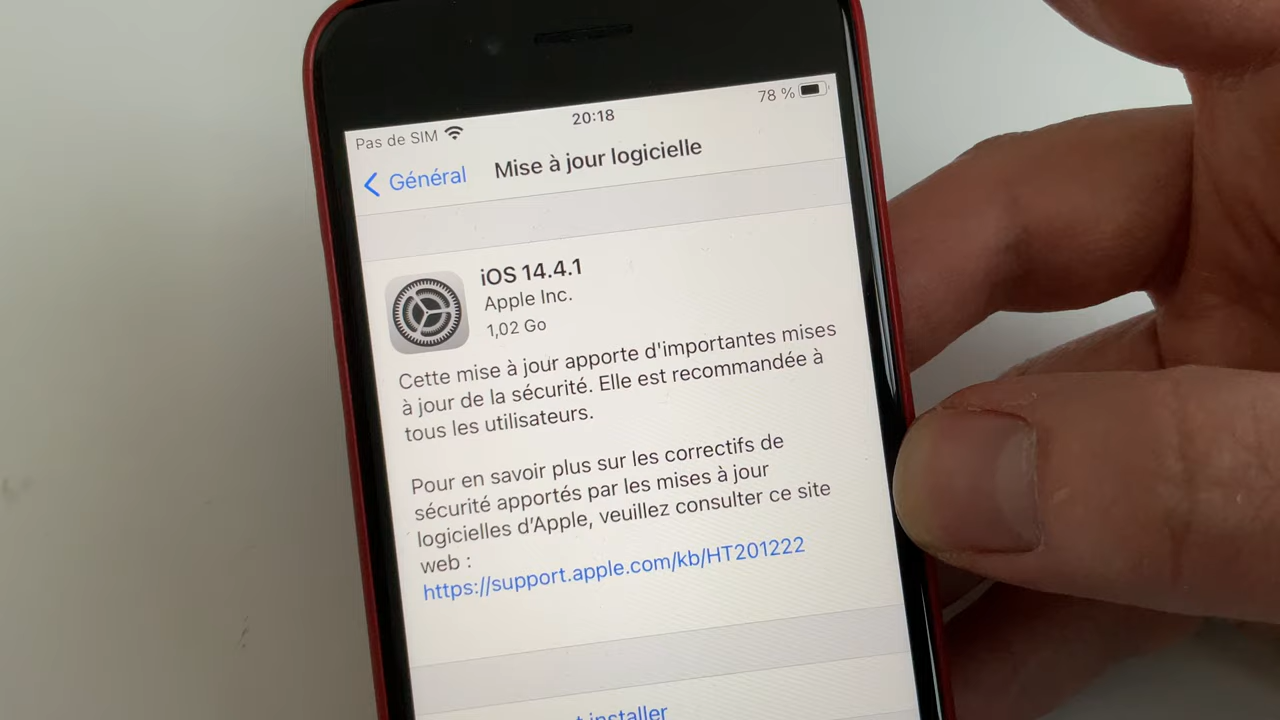 Pas de SIM 20:18 78 %
Général Mise à jour logicielle
iOS 14.4.1
Apple Inc.
1,02 Go
Cette mise à jour apporte d'importantes mises
à jour de la sécurité. Elle est recommandée à
tous les utilisateurs.
Pour en savoir plus sur les correctifs de
sécurité apportés par les mises à jour
logicielles d’Apple, veuillez consulter ce site
web :
https://support.apple.com/kb/HT201222
installer